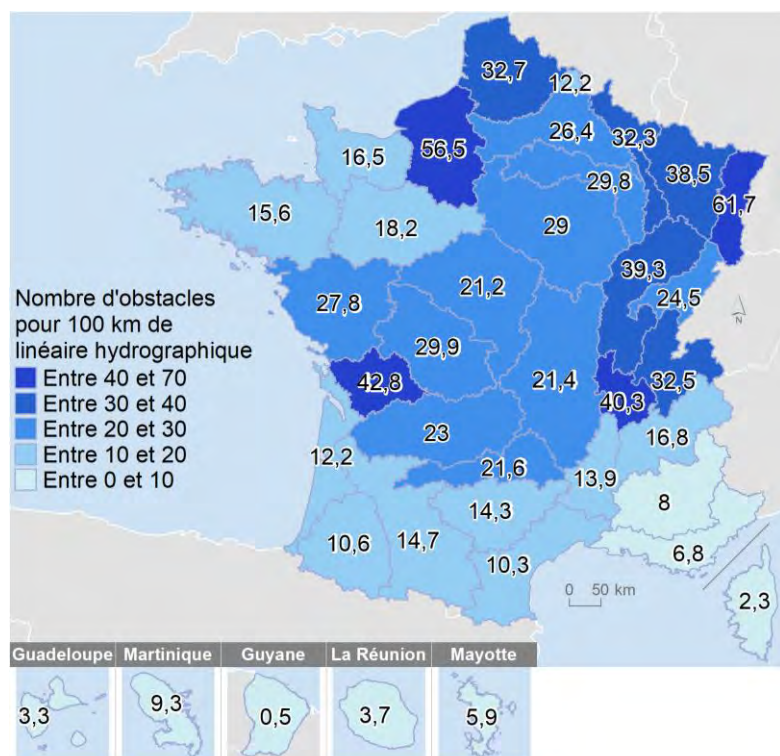 32,7
12,2
26,4
32,3
56,5
16,5
38,5
29,8
61,7
15,6
18,2
29
39,3
Nombre d'obstacles
pour 100 km de
linéaire hydrographique
Entre 40 et 70
Entre 30 et 40
Entre 20 et 30
Entre 10 et 20
Entre 0 et 10
27,8
21,2
24,5
N
29,9
42,8
21,4
32,5
40,3
23
16,8
12,2
21,6
13,9
14,3
8
10,6
14,7
10,3
6,8
0 50 km
2,3
Guadeloupe Martinique Guyane La Réunion Mayotte
3,3 9,3 0,5 3,7 5,9